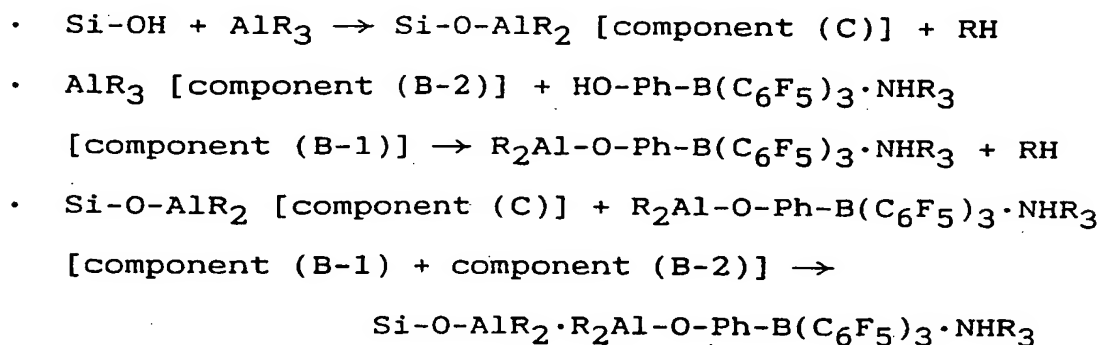 · Si-OH + AlR3 → Si-O-AlR2 [component (C)] + RH
· AlR3 [component (B-2)] + HO-Ph-B(C6F5)3·NHR3
[component (B-1)] → R2Al-O-Ph-B(C6F5)3·NHR3 + RH
· Si-O-AlR2 [component (C)] + R2Al-O-Ph-B(C6F5)3·NHR3
[component (B-1) + component (B-2)] →
Si-O-AlR2·R2Al-O-Ph-B(C6F5)3·NHR3